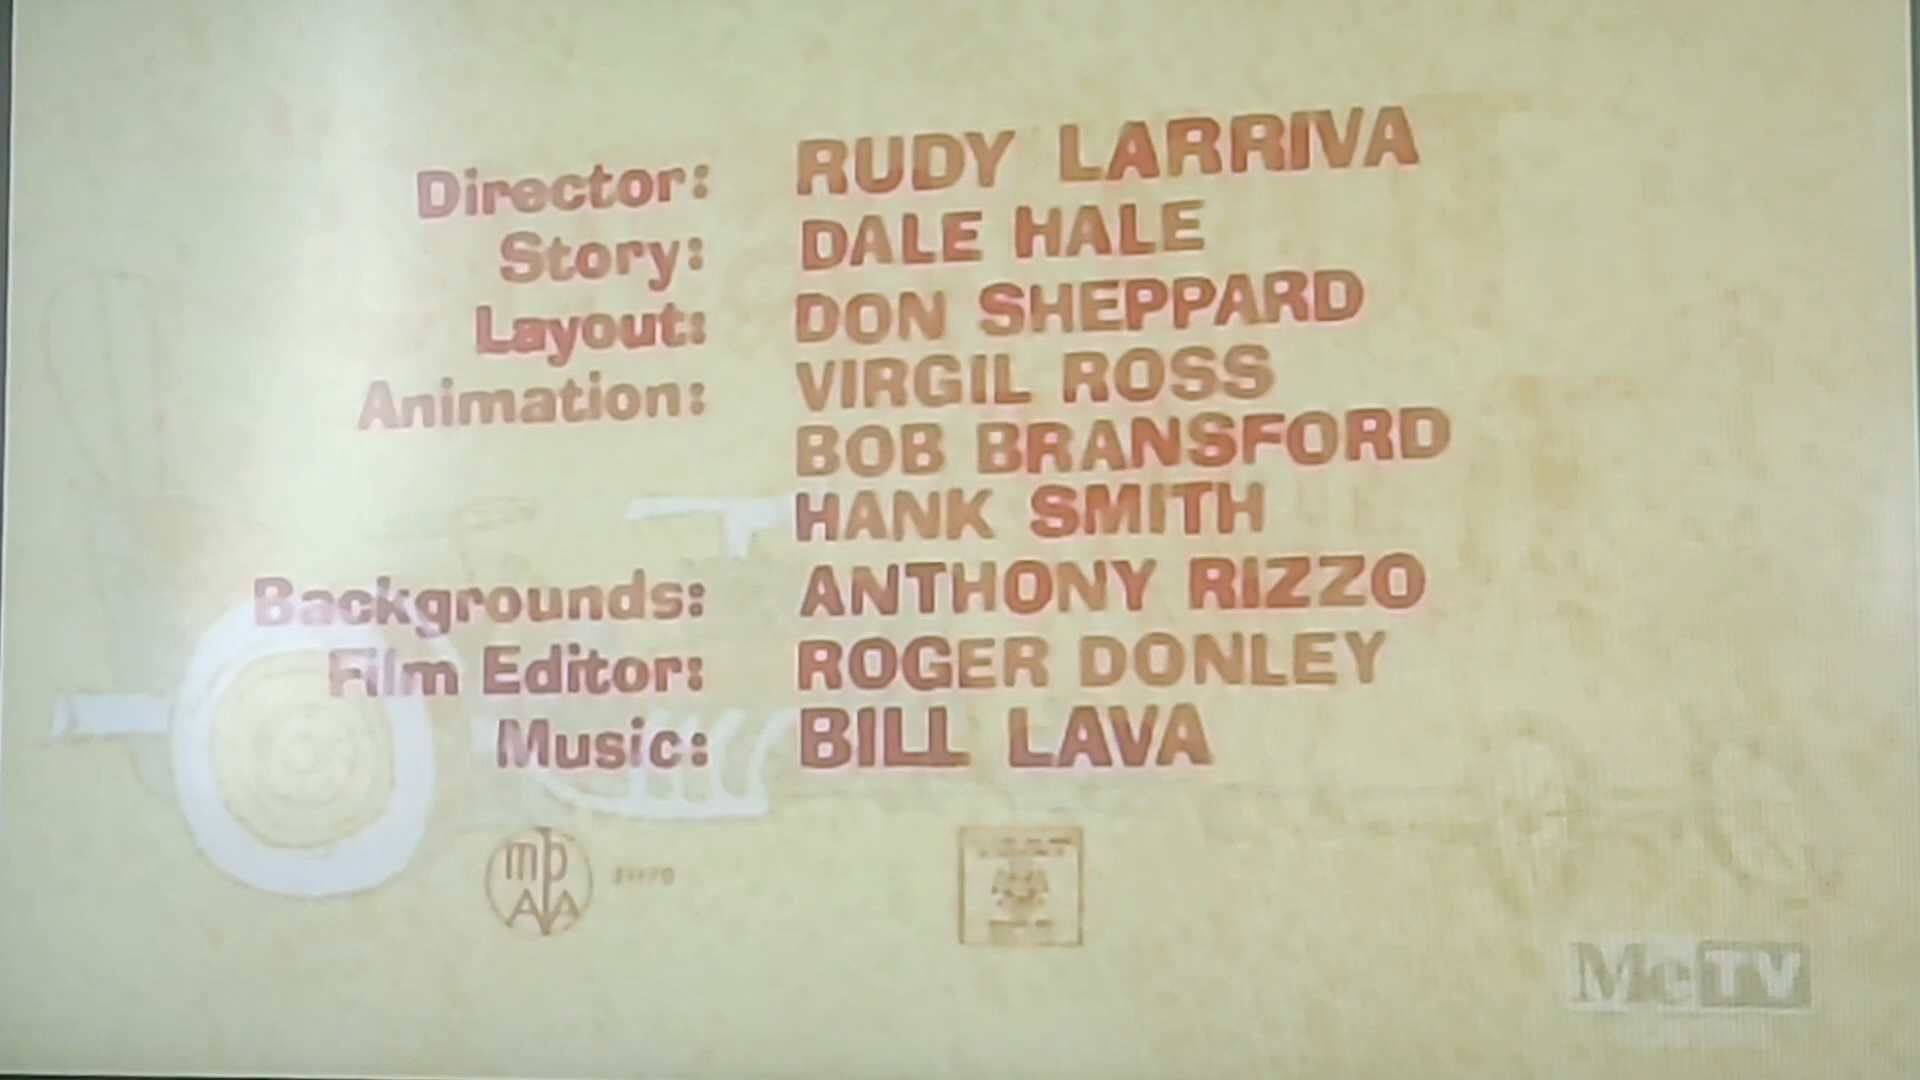 Director: RUDY LARRIVA
Story: DALE HALE
Layout: DON SHEPPARD
Animation: VIRGIL ROSS
BOB BRANSFORD
HANK SMITH
Backgrounds: ANTHONY RIZZO
Film Editor: ROGER DONLEY
Music: BILL LAVA
mpAA
MeTV